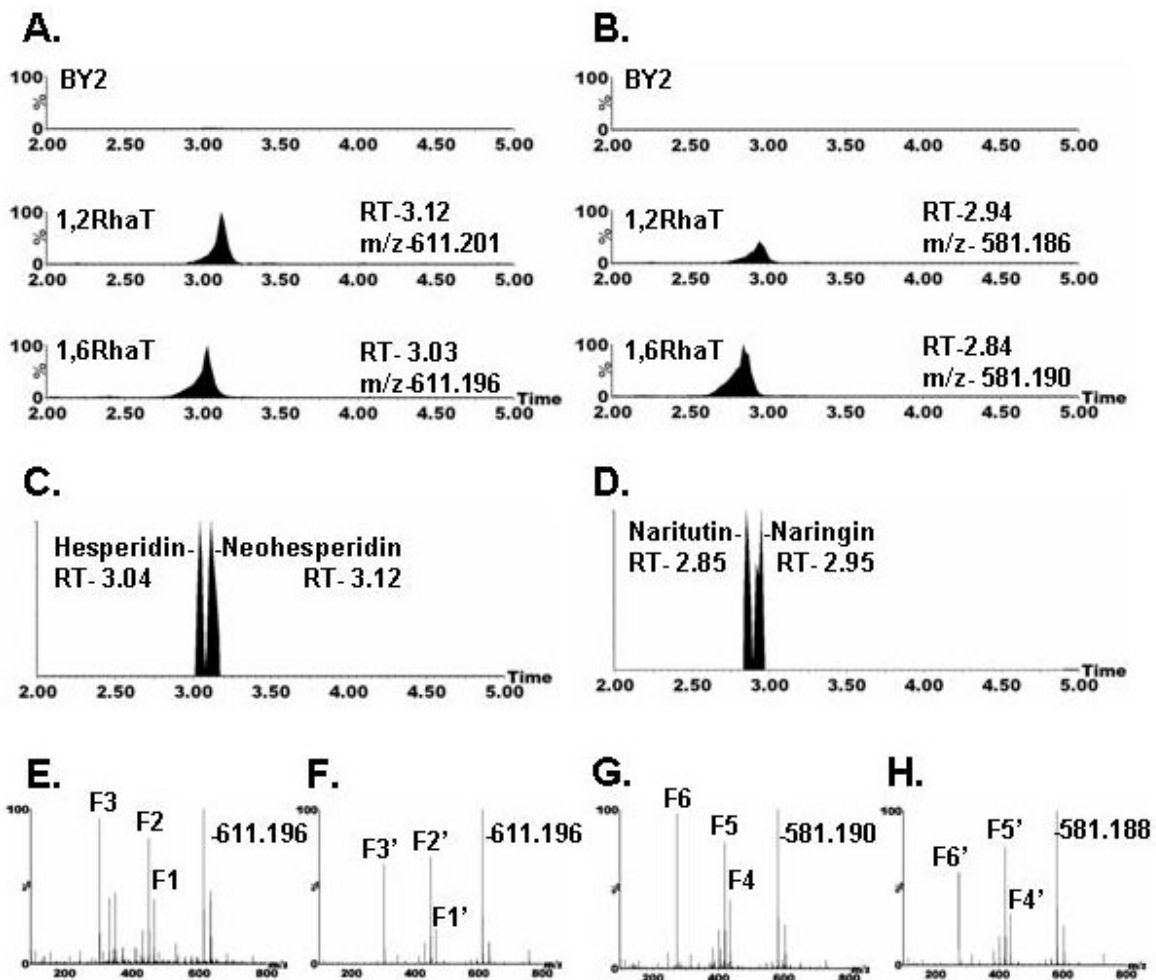 A.
100
%
0
BY2
2.00 2.50 3.00 3.50 4.00 4.50 5.00
100
%
0
1,2RhaT
RT-3.12
m/z-611.201
2.00 2.50 3.00 3.50 4.00 4.50 5.00
100
%
0
1,6RhaT
RT- 3.03
m/z-611.196
Time
2.00 2.50 3.00 3.50 4.00 4.50 5.00
B.
100
%
0
BY2
2.00 2.50 3.00 3.50 4.00 4.50 5.00
100
%
0
1,2RhaT
RT-2.94
m/z- 581.186
2.00 2.50 3.00 3.50 4.00 4.50 5.00
100
%
0
1,6RhaT
RT-2.84
m/z- 581.190
Time
2.00 2.50 3.00 3.50 4.00 4.50 5.00
C.
Hesperidin- -Neohesperidin
RT- 3.04 RT- 3.12
Time
2.00 2.50 3.00 3.50 4.00 4.50 5.00
D.
Naritutin- -Naringin
RT- 2.85 RT- 2.95
Time
2.00 2.50 3.00 3.50 4.00 4.50 5.00
E.
100
%
0
F3
F2
F1
-611.196
200 400 600 800 m/z
F.
100
%
0
F3’
F2’
F1’
-611.196
200 400 600 800 m/z
G.
100
%
0
F6
F5
F4
-581.190
200 400 600 800 m/z
H.
100
%
0
F6’
F5’
F4’
-581.188
200 400 600 800 m/z